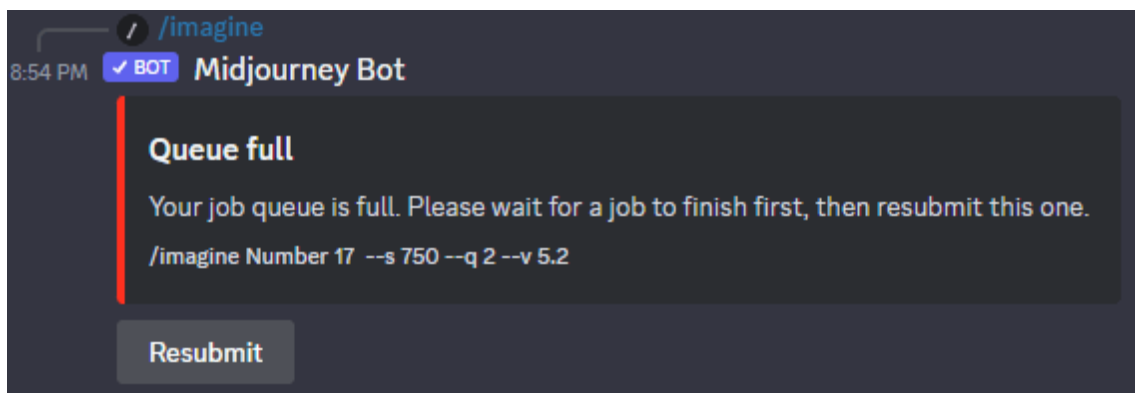 /imagine
8:54 PM ✓ BOT Midjourney Bot
Queue full
Your job queue is full. Please wait for a job to finish first, then resubmit this one.
/imagine Number 17  --s 750 --q 2 --v 5.2
Resubmit